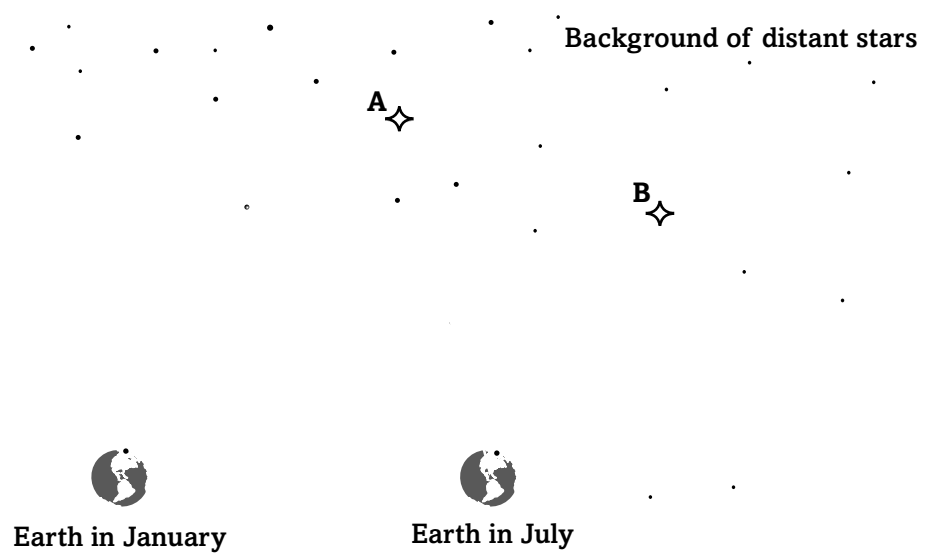 Background of distant stars
A
B
Earth in January
Earth in July